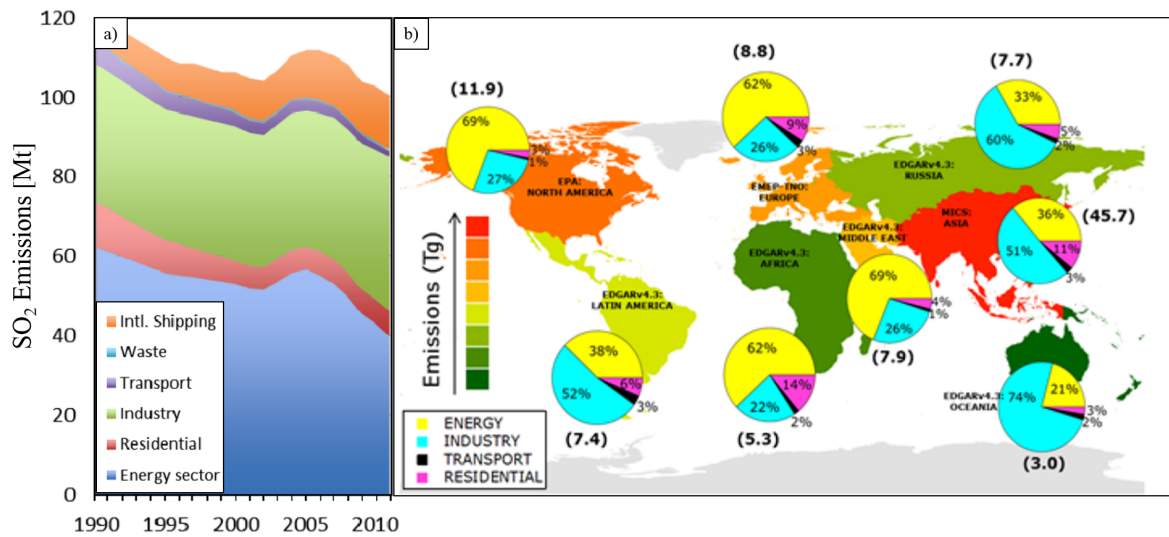 a)
SO2 Emissions [Mt]
120
100
80
60
40
20
0
1990
1995
2000
2005
2010
Intl. Shipping
Waste
Transport
Industry
Residential
Energy sector
b)
(11.9)
69%
3%
1%
27%
EPA:
NORTH AMERICA
(8.8)
62%
9%
3%
26%
EMEP-TNO:
EUROPE
(7.7)
33%
5%
2%
60%
EDGARv4.3:
RUSSIA
(45.7)
36%
11%
3%
51%
MICS:
ASIA
EDGARv4.3:
MIDDLE EAST
69%
4%
1%
26%
(7.9)
EDGARv4.3:
AFRICA
62%
14%
2%
22%
(5.3)
EDGARv4.3:
LATIN AMERICA
38%
6%
3%
52%
(7.4)
EDGARv4.3:
OCEANIA
74%
21%
3%
2%
(3.0)
Emissions (Tg)
ENERGY
INDUSTRY
TRANSPORT
RESIDENTIAL